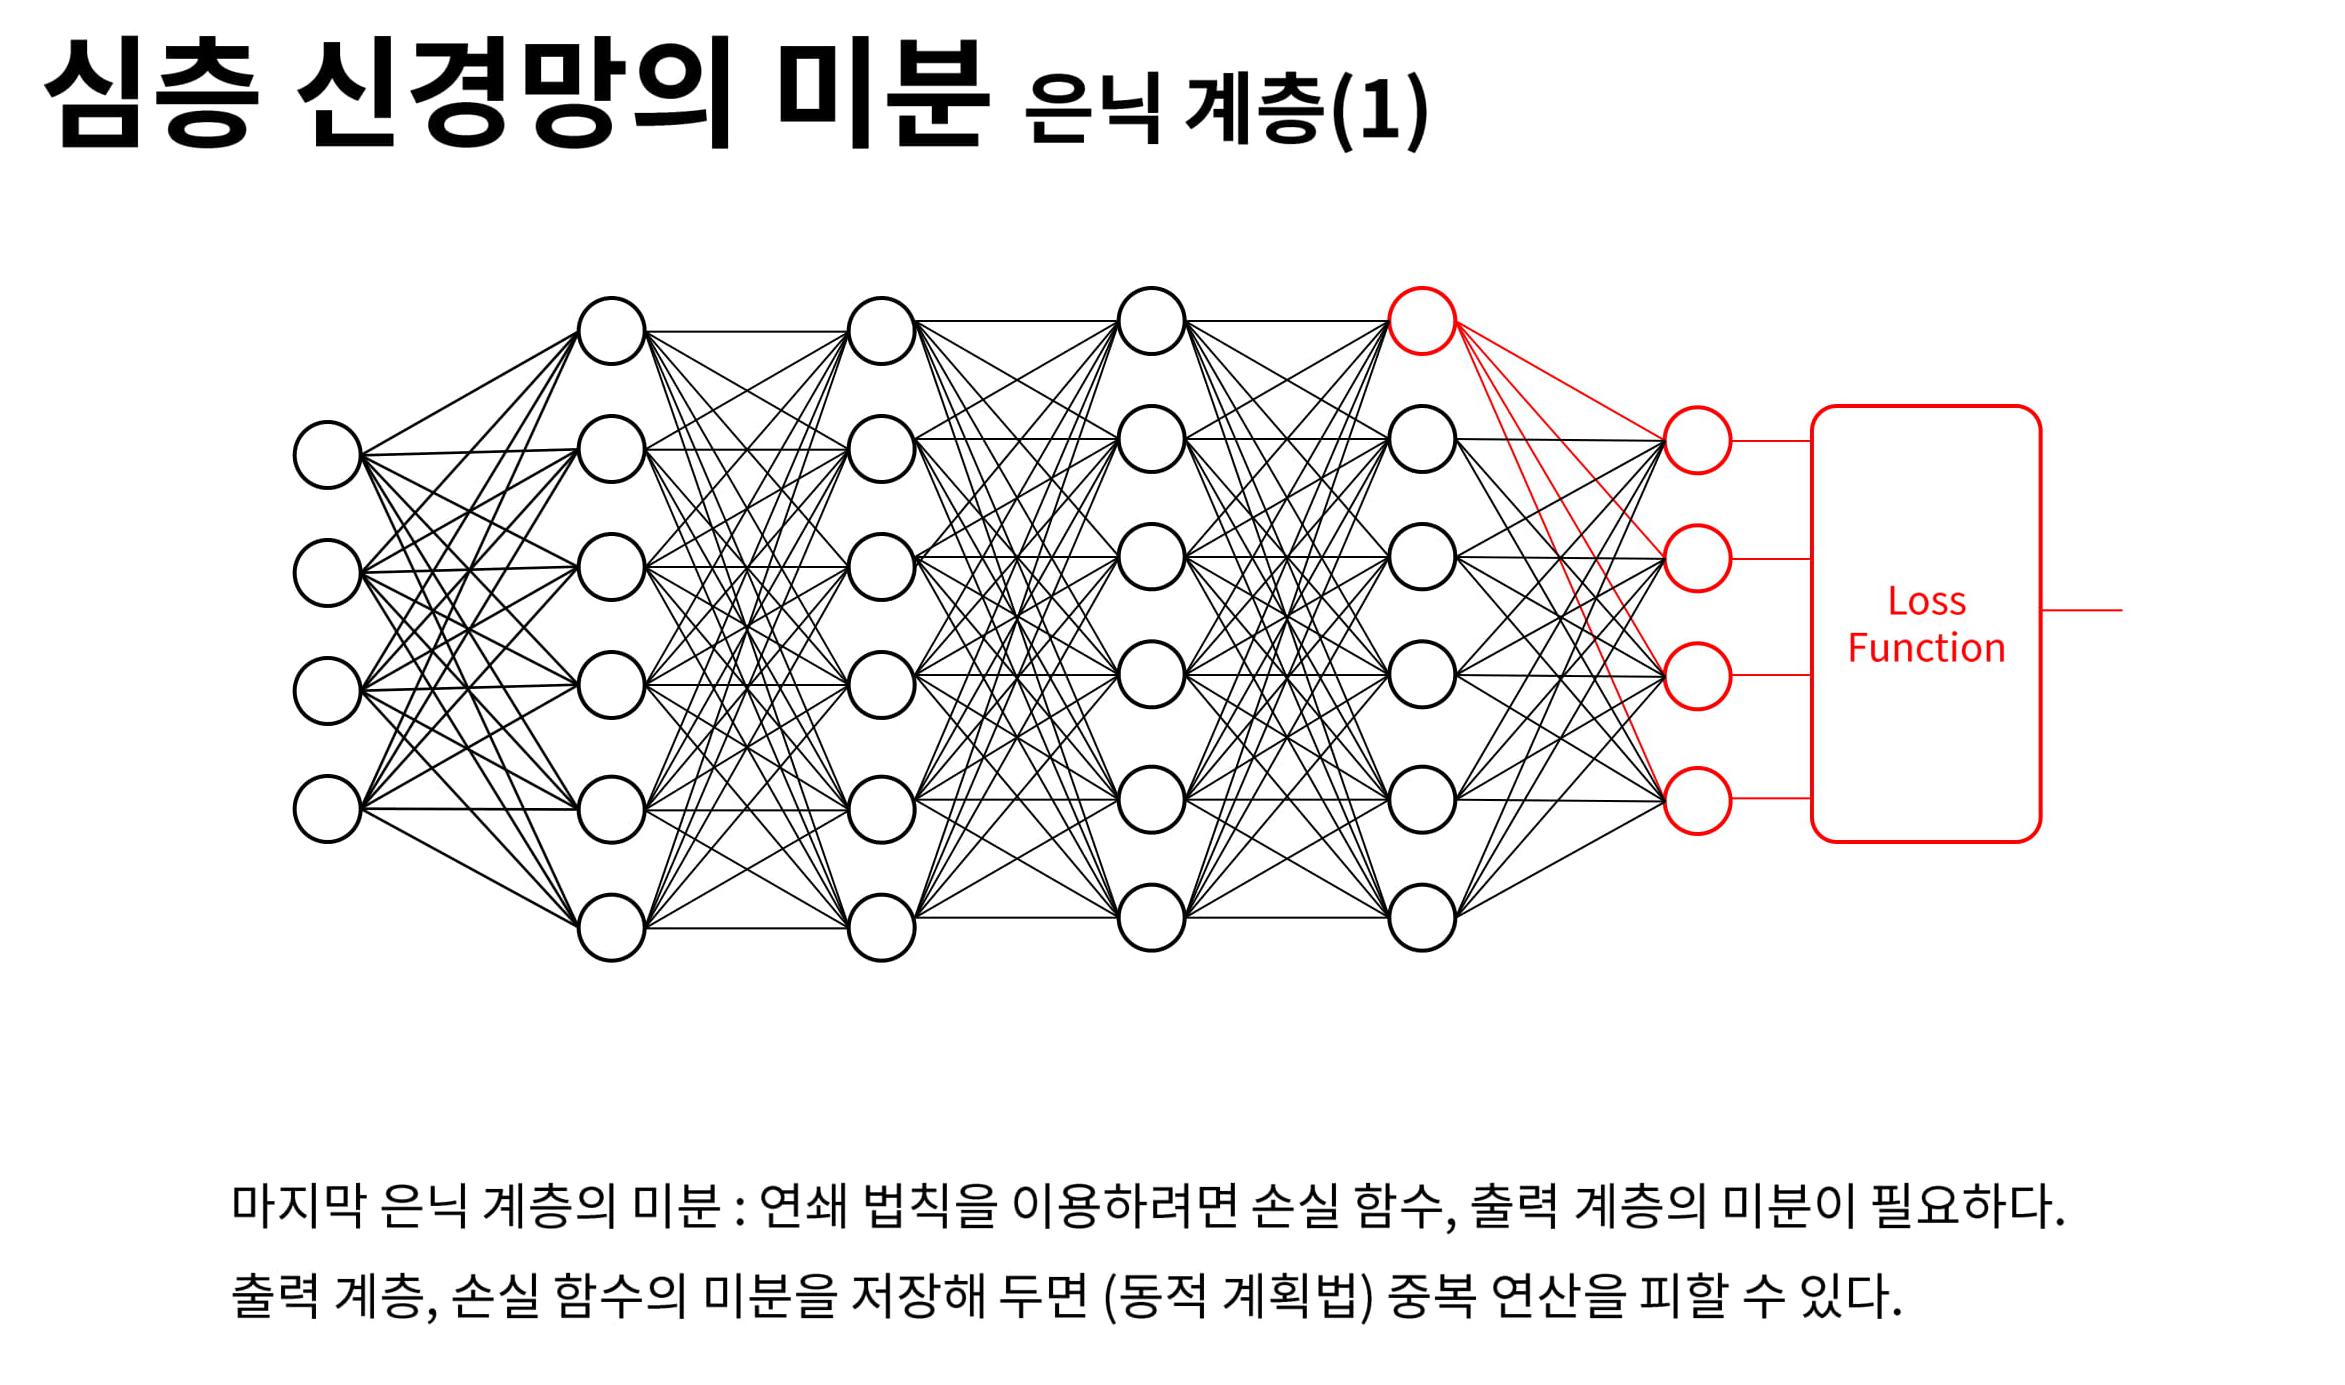 심층 신경망의 미분 은닉 계층(1)
Loss
Function
마지막 은닉 계층의 미분 : 연쇄 법칙을 이용하려면 손실 함수, 출력 계층의 미분이 필요하다.
출력 계층, 손실 함수의 미분을 저장해 두면 (동적 계획법) 중복 연산을 피할 수 있다.